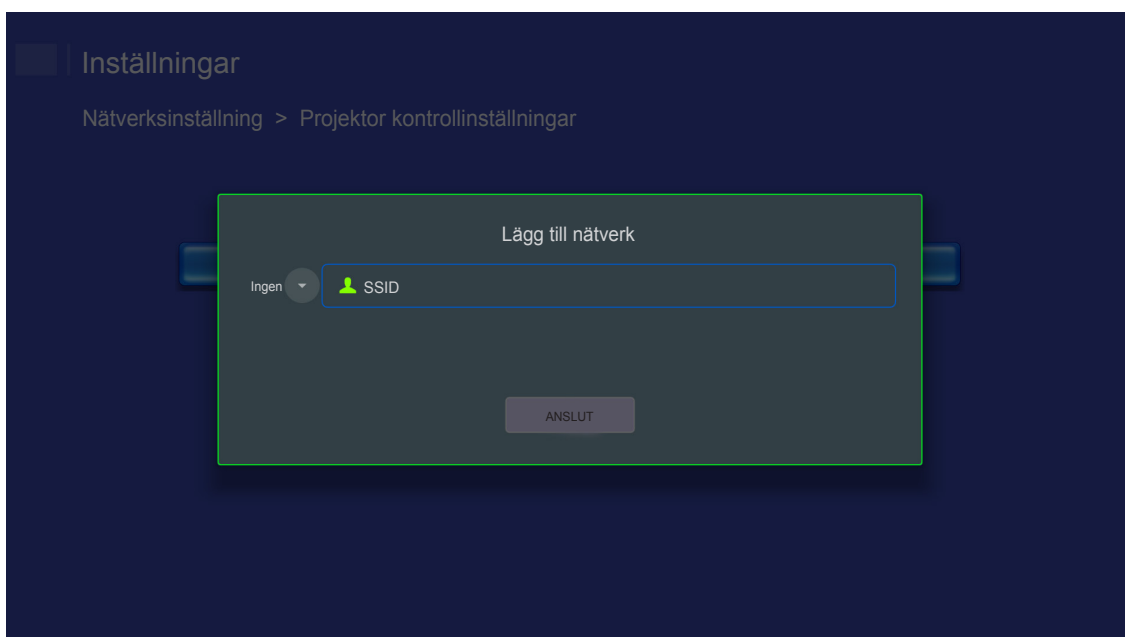 Inställningar
Nätverksinställning > Projektor kontrollinställningar
Lägg till nätverk
Ingen SSID
ANSLUT